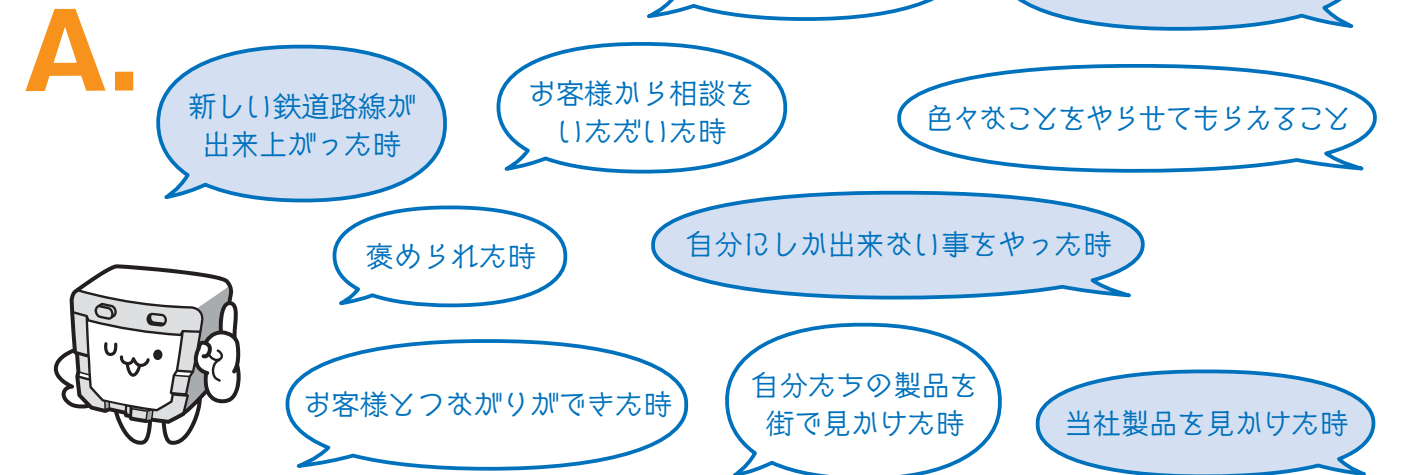 A.
新しい鉄道路線が
出来上がった時
お客様から相談を
いただいた時
色々なことをやらせてもらえること
褒められた時
自分にしか出来ない事をやった時
お客様とつながりができた時
自分たちの製品を
街で見かけた時
当社製品を見かけた時